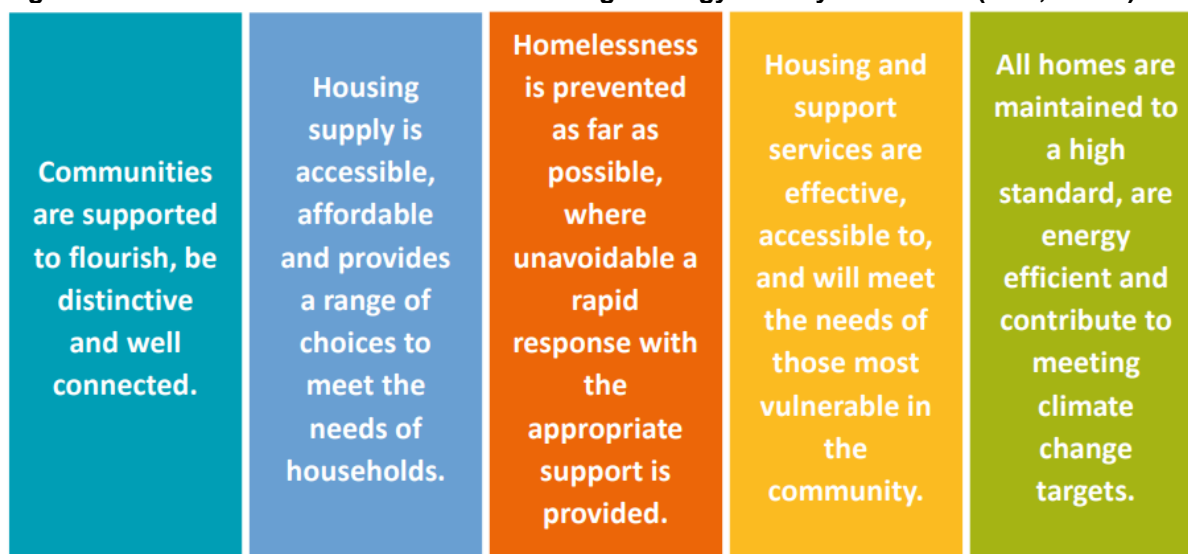 Communities
are supported
to flourish, be
distinctive
and well
connected.
Housing
supply is
accessible,
affordable
and provides
a range of
choices to
meet the
needs of
households.
Homelessness
is prevented
as far as
possible,
where
unavoidable a
rapid
response with
the
appropriate
support is
provided.
Housing and
support
services are
effective,
accessible to,
and will meet
the needs of
those most
vulnerable in
the
community.
All homes are
maintained to
a high
standard, are
energy
efficient and
contribute to
meeting
climate
change
targets.